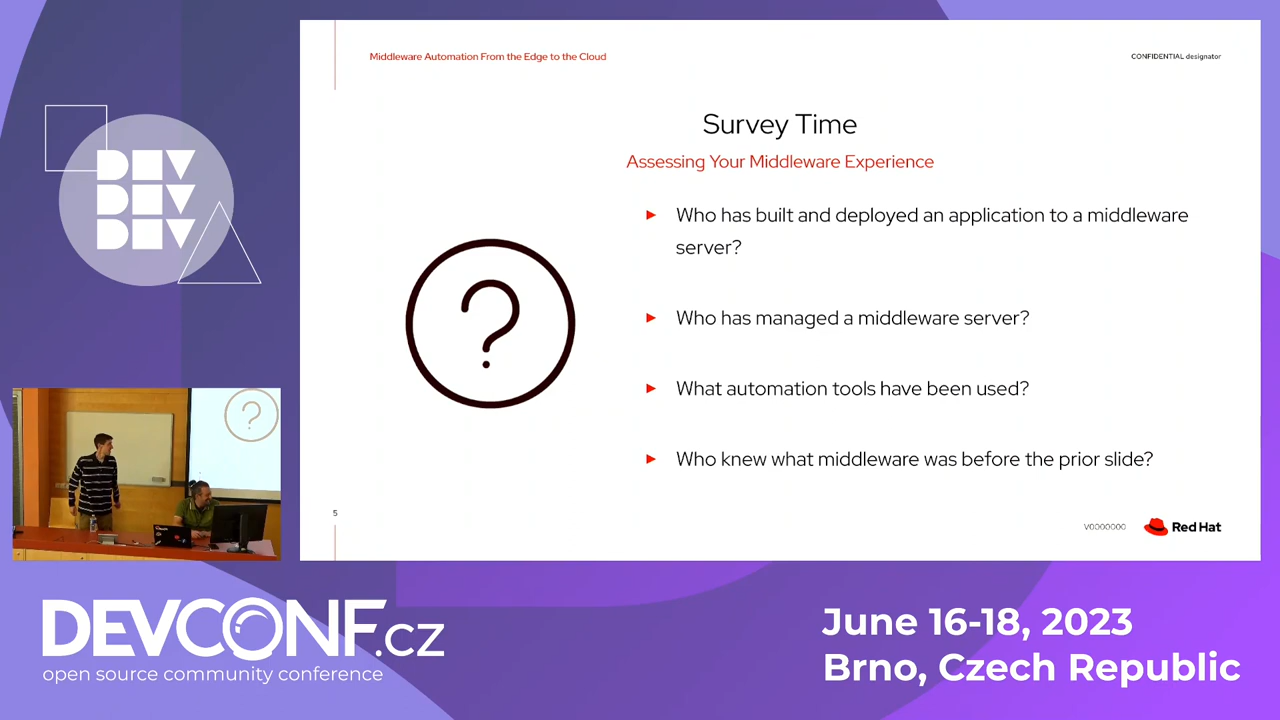 Middleware Automation From the Edge to the Cloud
CONFIDENTIAL designator
Survey Time
Assessing Your Middleware Experience
Who has built and deployed an application to a middleware
server?
Who has managed a middleware server?
What automation tools have been used?
Who knew what middleware was before the prior slide?
?
5
V0000000
Red Hat
DEV
DEV
DEV
DEVCONF.cz
open source community conference
June 16-18, 2023
Brno, Czech Republic